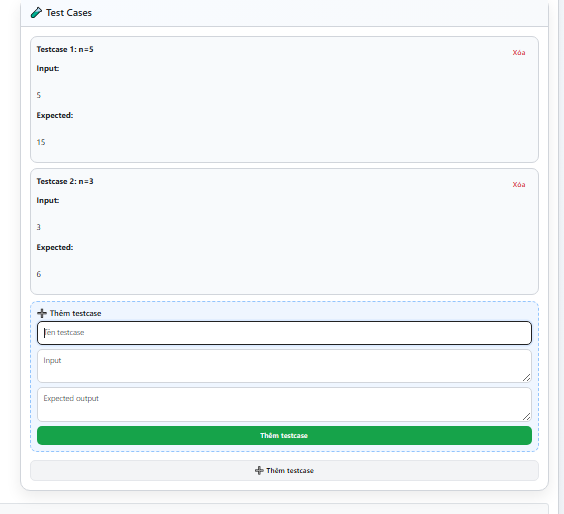 Test Cases
Testcase 1: n=5
Xóa
Input:
5
Expected:
15
Testcase 2: n=3
Xóa
Input:
3
Expected:
6
➕ Thêm testcase
Tên testcase
Input
Expected output
Thêm testcase
➕ Thêm testcase